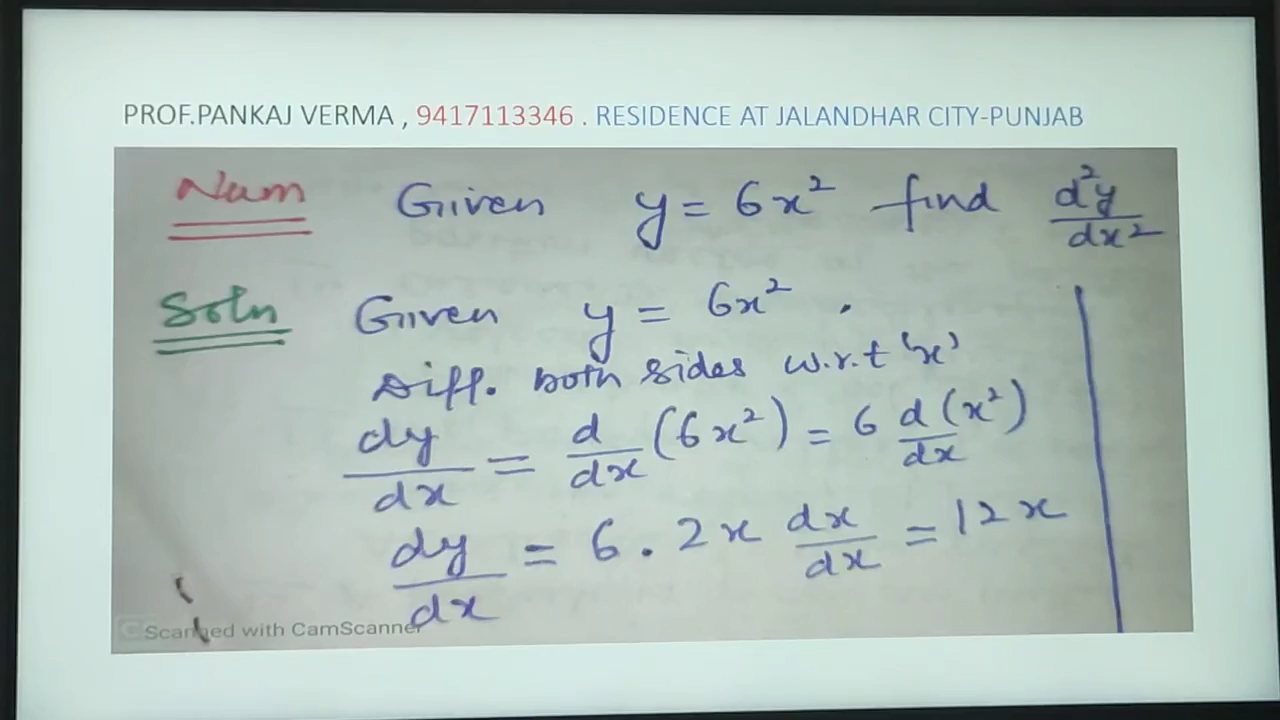 PROF.PANKAJ VERMA , 9417113346 . RESIDENCE AT JALANDHAR CITY-PUNJAB
Num Given y = 6x² find d²y/dx²
Soln Given y = 6x² .
Diff. both sides w.r.t 'x'
dy/dx = d/dx (6x²) = 6 d/dx (x²)
dy/dx = 6 . 2x dx/dx = 12x
Scanned with CamScanner